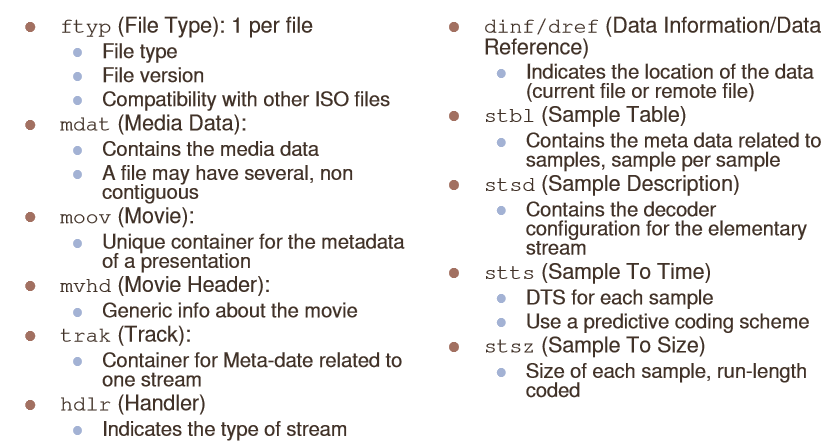 ftyp (File Type): 1 per file
File type
File version
Compatibility with other ISO files
mdat (Media Data):
Contains the media data
A file may have several, non
contiguous
moov (Movie):
Unique container for the metadata
of a presentation
mvhd (Movie Header):
Generic info about the movie
trak (Track):
Container for Meta-date related to
one stream
hdlr (Handler)
Indicates the type of stream
dinf/dref (Data Information/Data
Reference)
Indicates the location of the data
(current file or remote file)
stbl (Sample Table)
Contains the meta data related to
samples, sample per sample
stsd (Sample Description)
Contains the decoder
configuration for the elementary
stream
stts (Sample To Time)
DTS for each sample
Use a predictive coding scheme
stsz (Sample To Size)
Size of each sample, run-length
coded